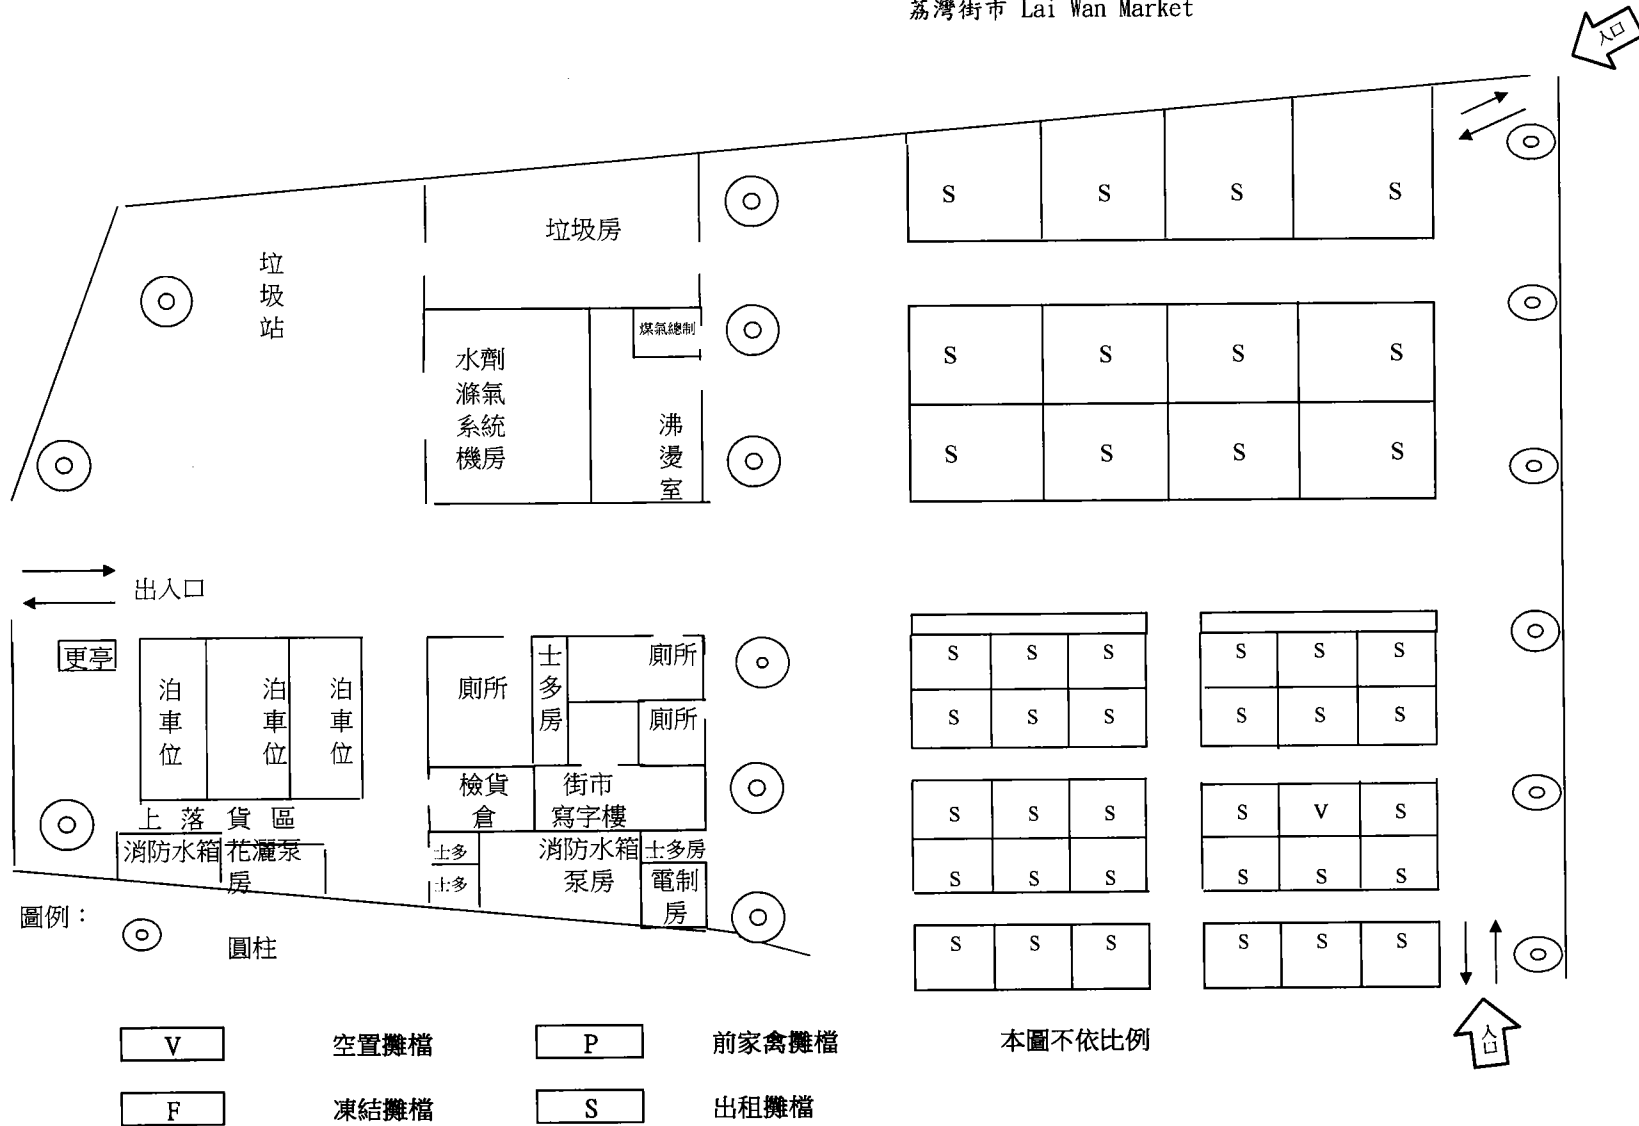 荔灣街市 Lai Wan Market
入口
S S S S
垃圾房
垃圾站
煤氣總制
水劑
滌氣
系統
機房
沸燙室
S S S S
S S S S
出入口
更亭
泊車位 泊車位 泊車位
廁所
士多房
廁所
廁所
S S S S S S
S S S S S S
檢貨
倉
街市
寫字樓
S S S S V S
S S S S S S
上落貨區
消防水箱
花灑泵
房
士多
士多
消防水箱
泵房
士多房
電制
房
S S S S S S
入口
圖例：
圓柱
V 空置攤檔 P 前家禽攤檔 本圖不依比例
F 凍結攤檔 S 出租攤檔